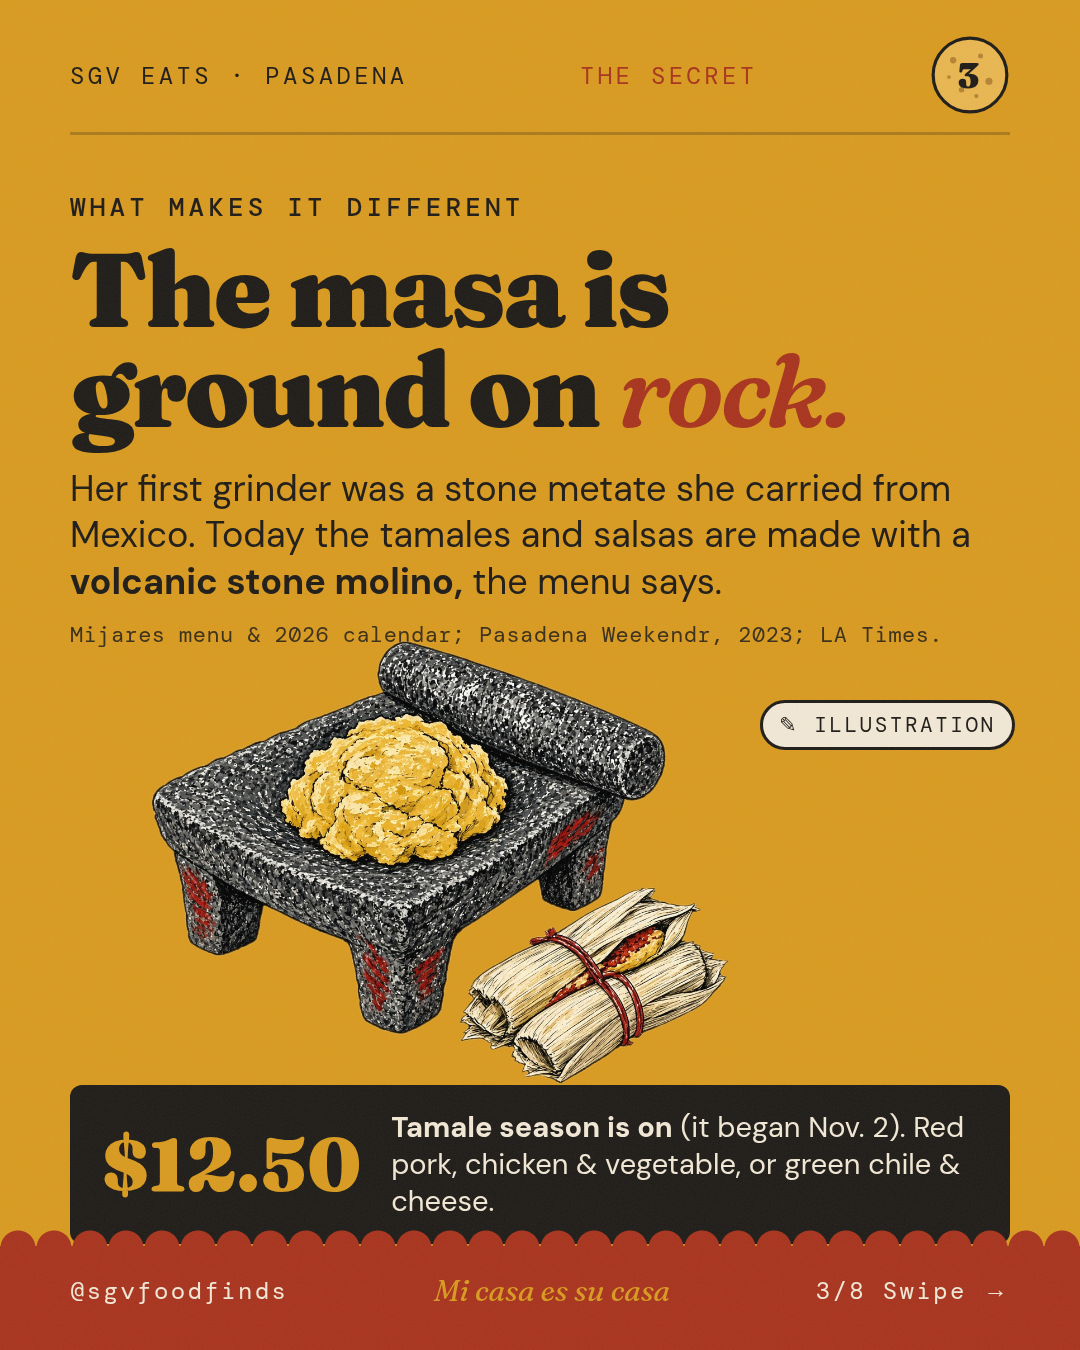 SGV EATS · PASADENA
THE SECRET
3
WHAT MAKES IT DIFFERENT
The masa is
ground on rock.
Her first grinder was a stone metate she carried from
Mexico. Today the tamales and salsas are made with a
volcanic stone molino, the menu says.
Mijares menu & 2026 calendar; Pasadena Weekendr, 2023; LA Times.
✎ ILLUSTRATION
$12.50
Tamale season is on (it began Nov. 2). Red
pork, chicken & vegetable, or green chile &
cheese.
@sgvfoodfinds
Mi casa es su casa
3/8 Swipe →